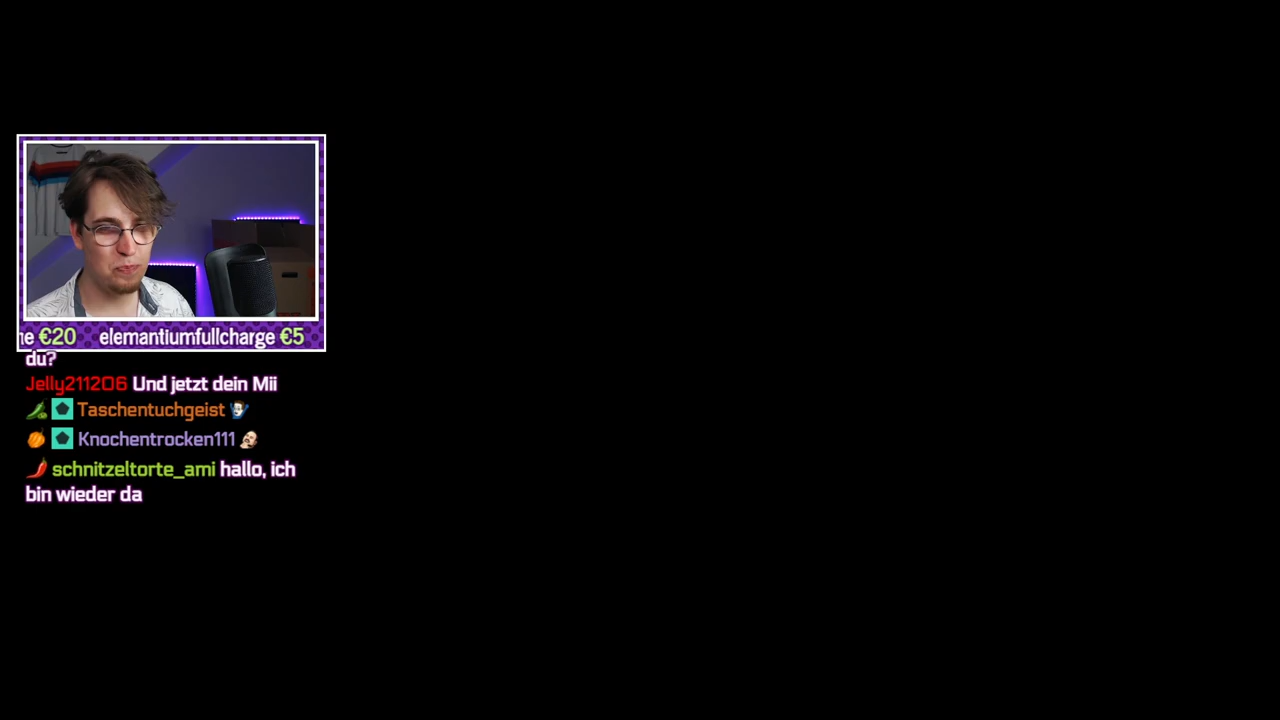 €20 elemantiumfullcharge €5
du?
Jelly211206 Und jetzt dein Mii
Taschentuchgeist
Knochentrocken111
schnitzeltorte_ami hallo, ich
bin wieder da